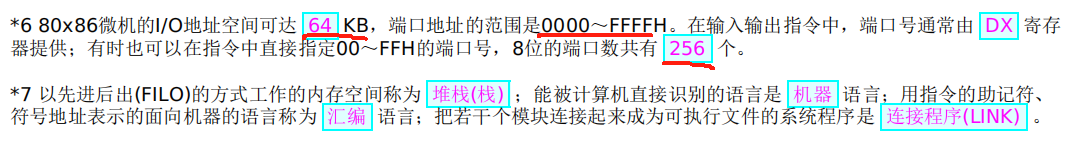 *6 80x86微机的I/O地址空间可达 64 KB，端口地址的范围是0000～FFFFH。在输入输出指令中，端口号通常由 DX 寄存
器提供；有时也可以在指令中直接指定00～FFH的端口号，8位的端口数共有 256 个。
*7 以先进后出(FILO)的方式工作的内存空间称为 堆栈(栈) ；能被计算机直接识别的语言是 机器 语言；用指令的助记符、
符号地址表示的面向机器的语言称为 汇编 语言；把若干个模块连接起来成为可执行文件的系统程序是 连接程序(LINK) 。